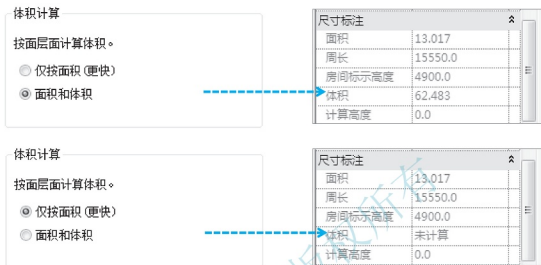 体积计算
按面层面计算体积。
仅按面积(更快)
面积和体积
尺寸标注
面积 13.017
周长 15550.0
房间标示高度 4900.0
体积 62.483
计算高度 0.0
体积计算
按面层面计算体积。
仅按面积(更快)
面积和体积
尺寸标注
面积 13.017
周长 15550.0
房间标示高度 4900.0
体积 未计算
计算高度 0.0
版权所有